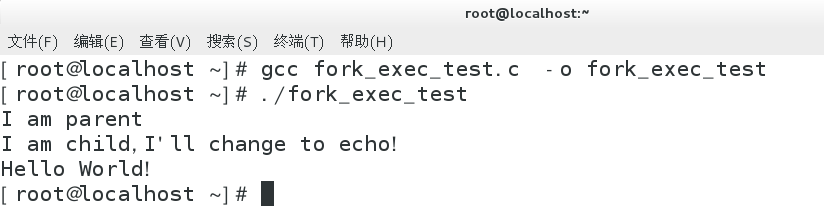 root@localhost:~
文件(F) 编辑(E) 查看(V) 搜索(S) 终端(T) 帮助(H)
[root@localhost ~]# gcc fork_exec_test.c -o fork_exec_test
[root@localhost ~]# ./fork_exec_test
I am parent
I am child,I'll change to echo!
Hello World!
[root@localhost ~]#